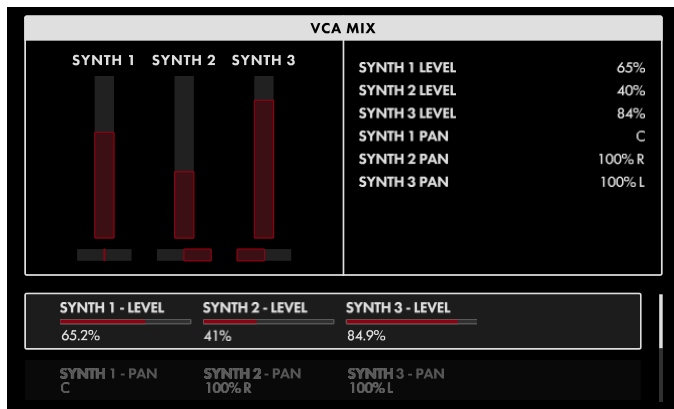 VCA MIX
SYNTH 1 SYNTH 2 SYNTH 3
SYNTH 1 LEVEL 65%
SYNTH 2 LEVEL 40%
SYNTH 3 LEVEL 84%
SYNTH 1 PAN C
SYNTH 2 PAN 100% R
SYNTH 3 PAN 100% L
SYNTH 1 - LEVEL SYNTH 2 - LEVEL SYNTH 3 - LEVEL
65.2% 41% 84.9%
SYNTH 1 - PAN SYNTH 2 - PAN SYNTH 3 - PAN
C 100% R 100% L